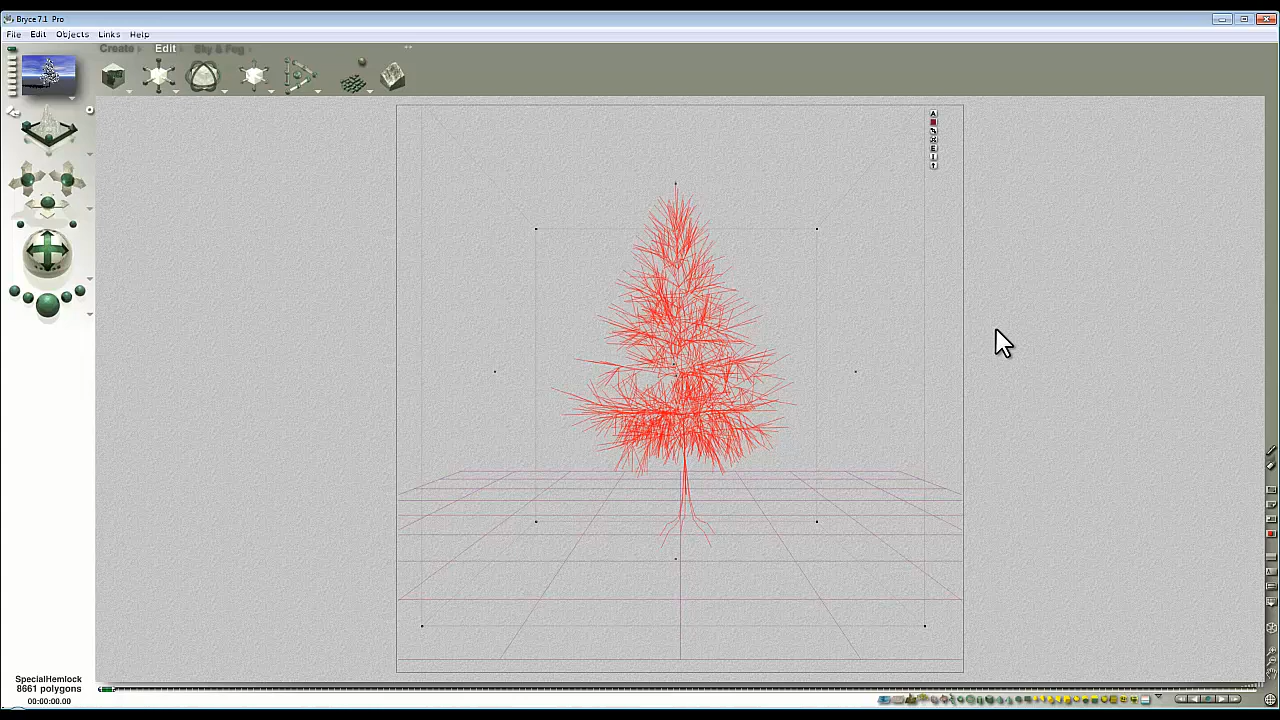 Bryce 7.1 Pro
File Edit Objects Links Help
Create Edit Sky & Fog
A
E
I
SpecialHemlock
8661 polygons
00:00:00.00